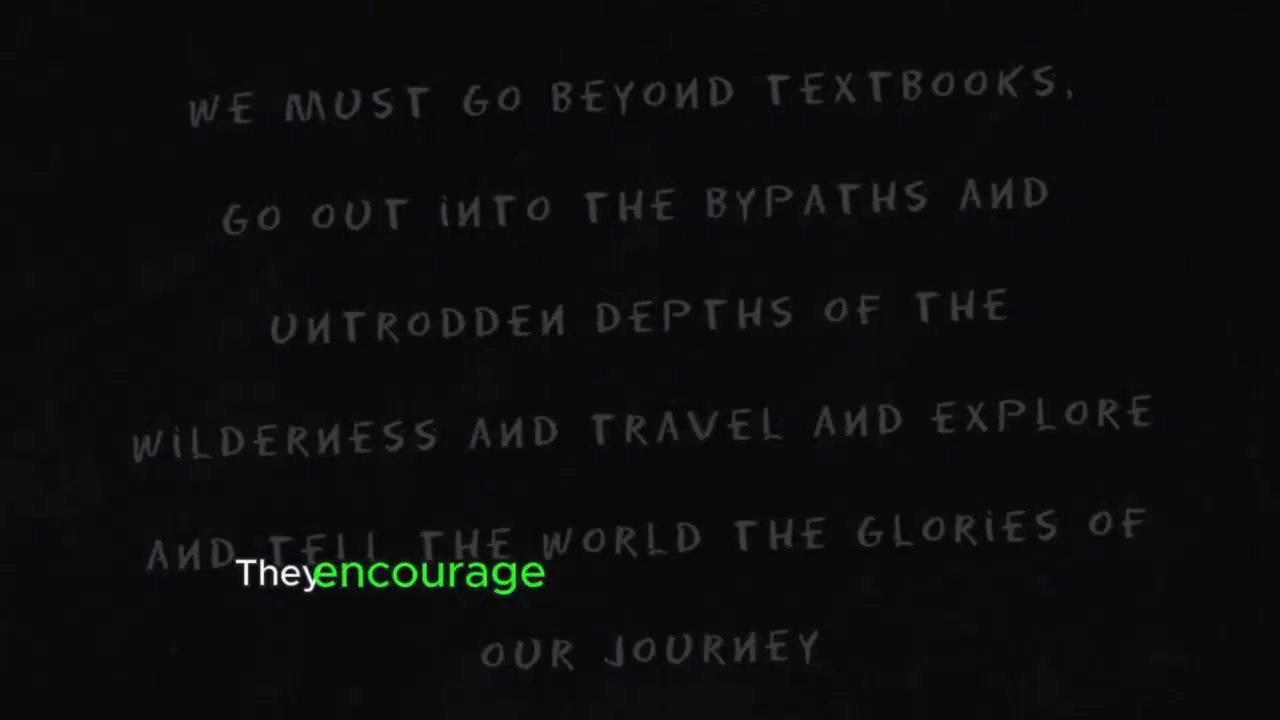 WE MUST GO BEYOND TEXTBOOKS,
GO OUT INTO THE BYPATHS AND
UNTRODDEN DEPTHS OF THE
WILDERNESS AND TRAVEL AND EXPLORE
AND TELL THE WORLD THE GLORIES OF
They encourage
OUR JOURNEY